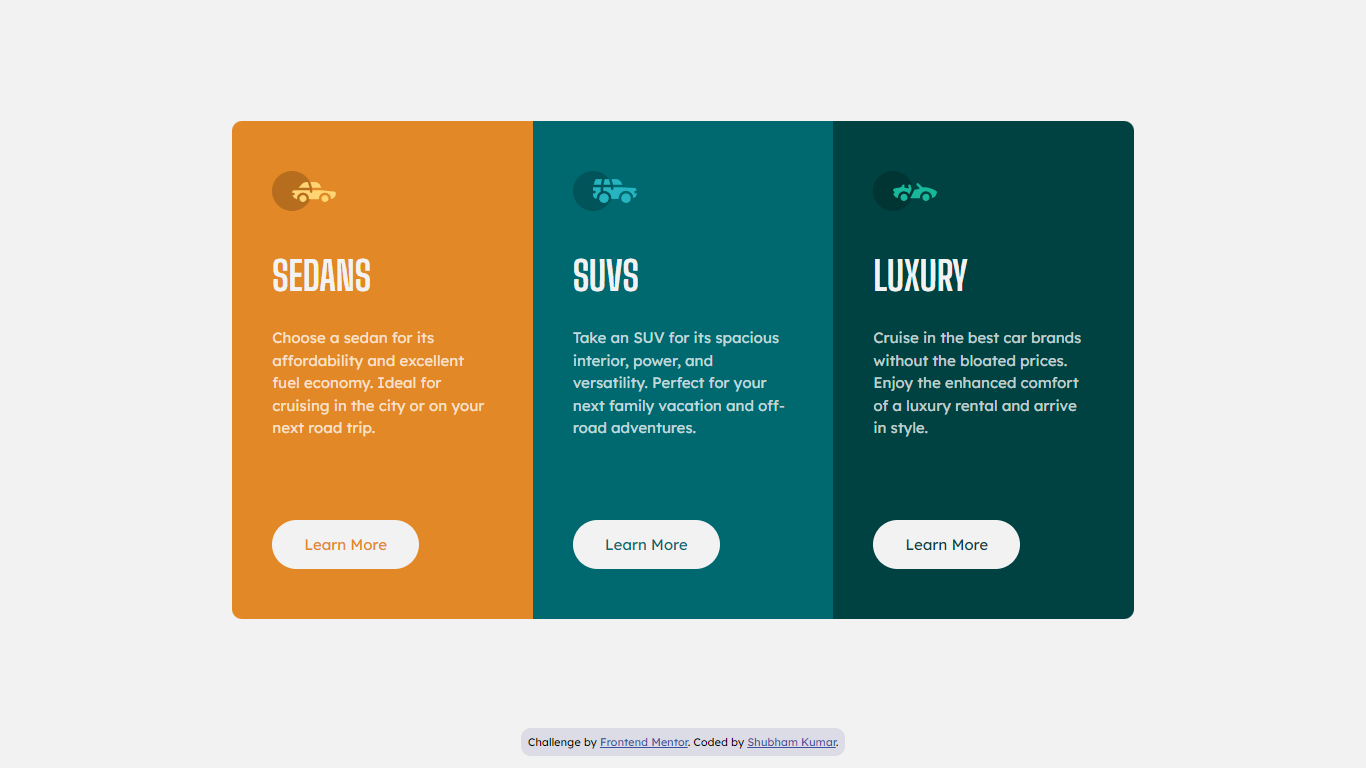 SEDANS
Choose a sedan for its
affordability and excellent
fuel economy. Ideal for
cruising in the city or on your
next road trip.
Learn More
SUVS
Take an SUV for its spacious
interior, power, and
versatility. Perfect for your
next family vacation and off-
road adventures.
Learn More
LUXURY
Cruise in the best car brands
without the bloated prices.
Enjoy the enhanced comfort
of a luxury rental and arrive
in style.
Learn More
Challenge by Frontend Mentor. Coded by Shubham Kumar.